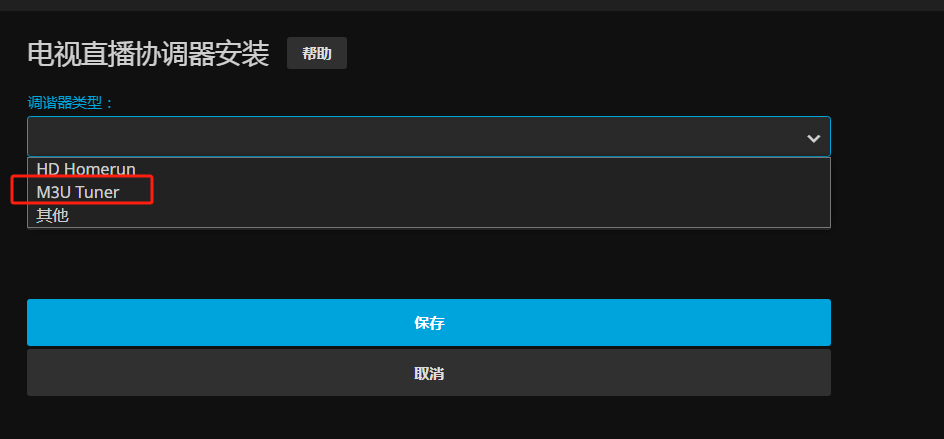 电视直播协调器安装 帮助
调谐器类型：
HD Homerun
M3U Tuner
其他
保存
取消